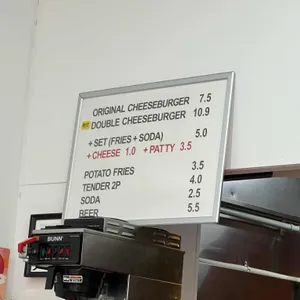 ORIGINAL CHEESEBURGER 7.5
DOUBLE CHEESEBURGER 10.9
+ SET (FRIES + SODA) 5.0
+ CHEESE 1.0 + PATTY 3.5
POTATO FRIES 3.5
TENDER 2P 4.0
SODA 2.5
BEER 5.5
BUNN